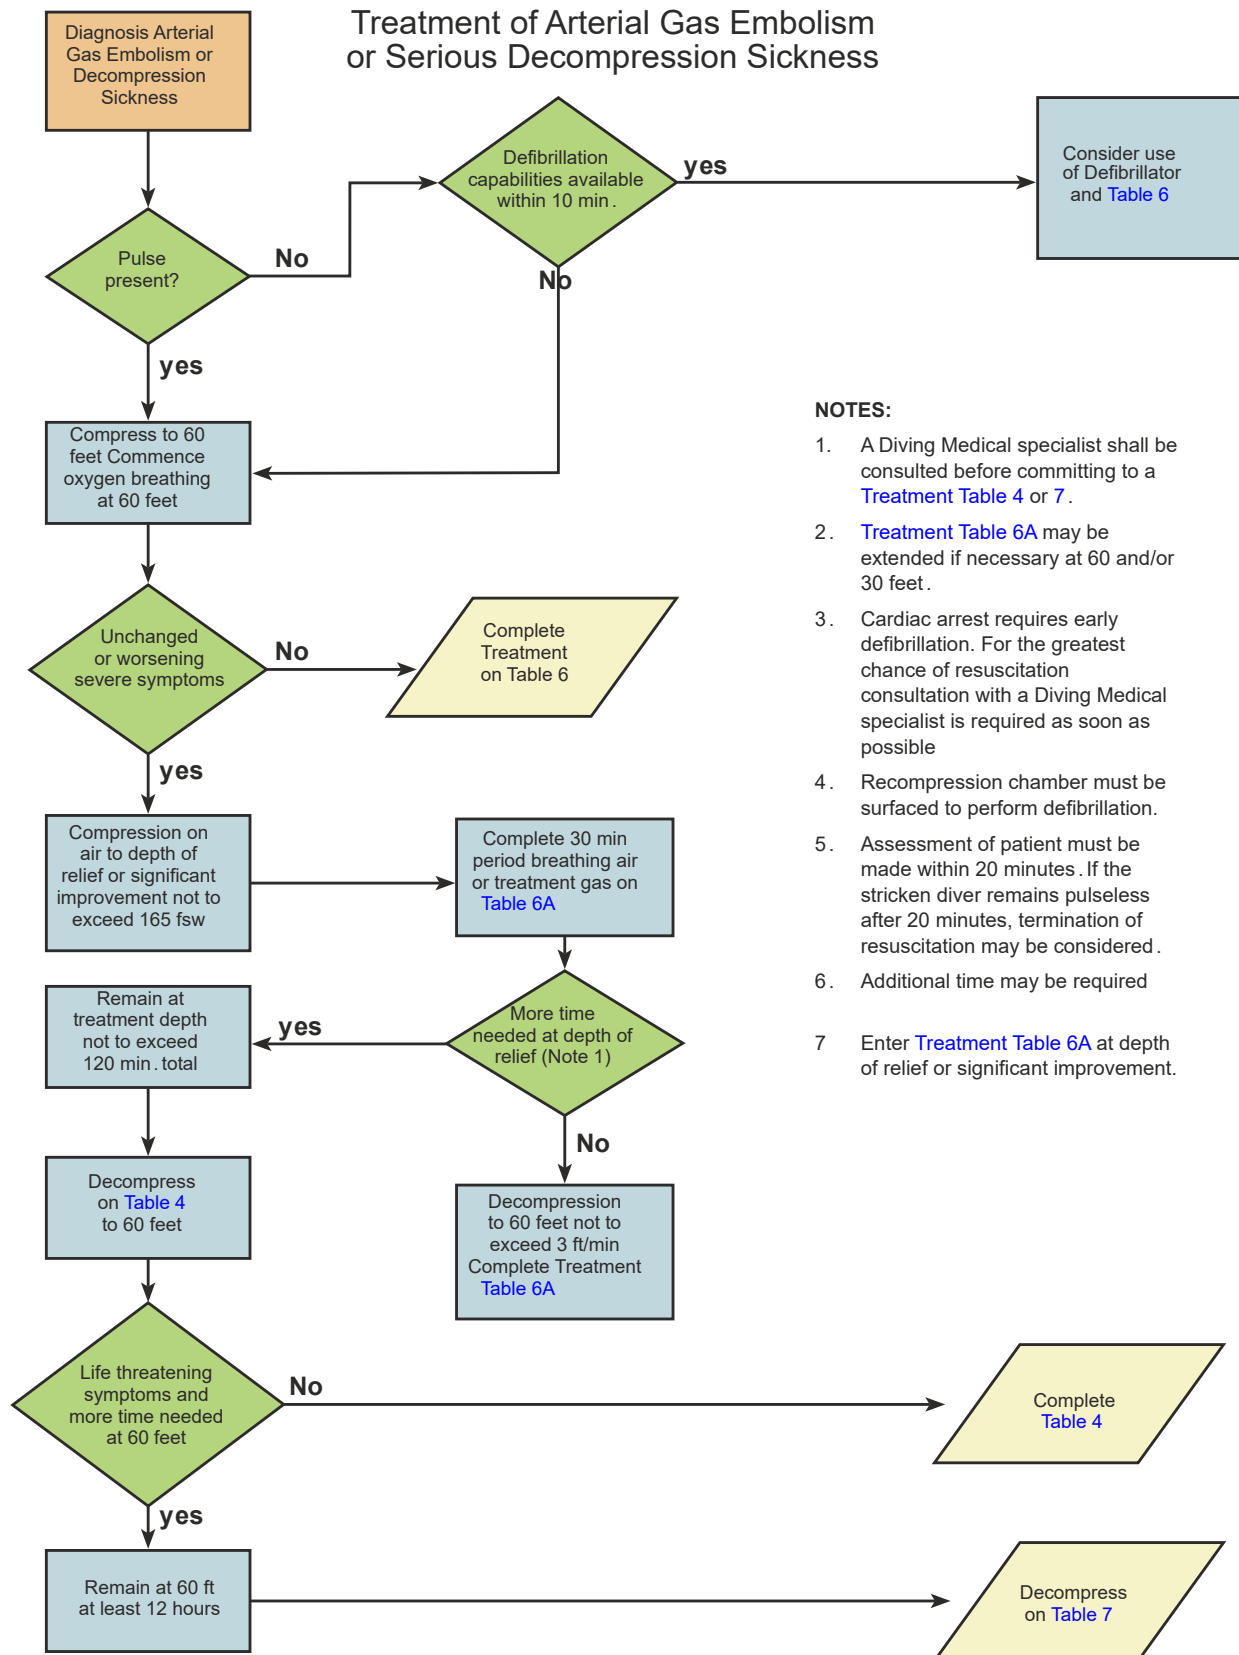 Treatment of Arterial Gas Embolism
or Serious Decompression Sickness
Diagnosis Arterial
Gas Embolism or
Decompression
Sickness
Defibrillation
capabilities available
within 10 min.
yes
Consider use
of Defibrillator
and Table 6
Pulse
present?
No
No
yes
Compress to 60
feet Commence
oxygen breathing
at 60 feet
Unchanged
or worsening
severe symptoms
No
Complete
Treatment
on Table 6
yes
Compression on
air to depth of
relief or significant
improvement not to
exceed 165 fsw
Complete 30 min
period breathing air
or treatment gas on
Table 6A
Remain at
treatment depth
not to exceed
120 min. total
yes
More time
needed at depth of
relief (Note 1)
No
Decompress
on Table 4
to 60 feet
Decompression
to 60 feet not to
exceed 3 ft/min
Complete Treatment
Table 6A
Life threatening
symptoms and
more time needed
at 60 feet
No
Complete
Table 4
yes
Remain at 60 ft
at least 12 hours
Decompress
on Table 7
NOTES:
1. A Diving Medical specialist shall be
consulted before committing to a
Treatment Table 4 or 7.
2. Treatment Table 6A may be
extended if necessary at 60 and/or
30 feet.
3. Cardiac arrest requires early
defibrillation. For the greatest
chance of resuscitation
consultation with a Diving Medical
specialist is required as soon as
possible
4. Recompression chamber must be
surfaced to perform defibrillation.
5. Assessment of patient must be
made within 20 minutes. If the
stricken diver remains pulseless
after 20 minutes, termination of
resuscitation may be considered.
6. Additional time may be required
7 Enter Treatment Table 6A at depth
of relief or significant improvement.